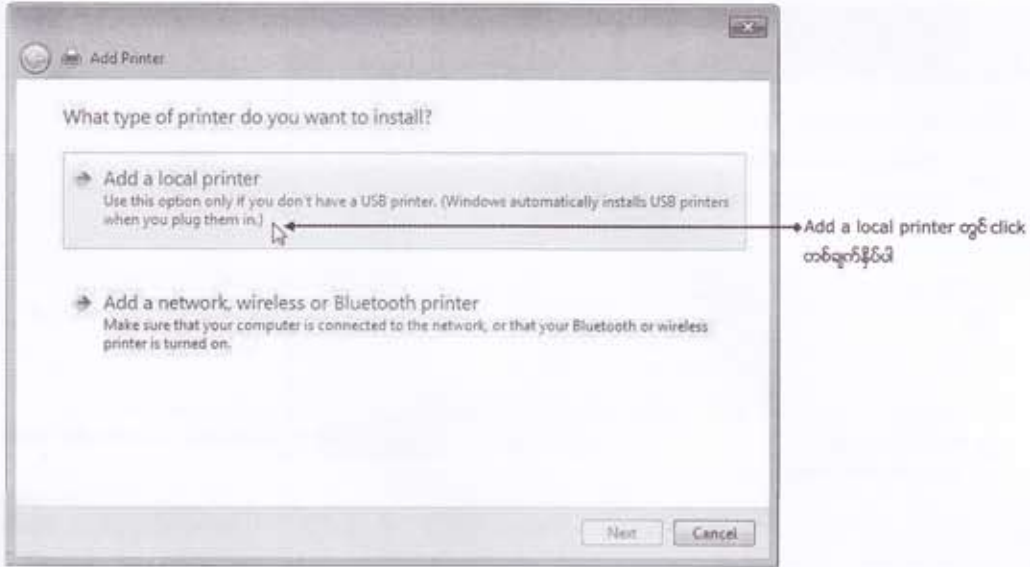 Add Printer
What type of printer do you want to install?
Add a local printer
Use this option only if you don't have a USB printer. (Windows automatically installs USB printers
when you plug them in.)
Add a local printer တွင် click
တစ်ချက်နှိပ်ပါ
Add a network, wireless or Bluetooth printer
Make sure that your computer is connected to the network, or that your Bluetooth or wireless
printer is turned on.
Next
Cancel